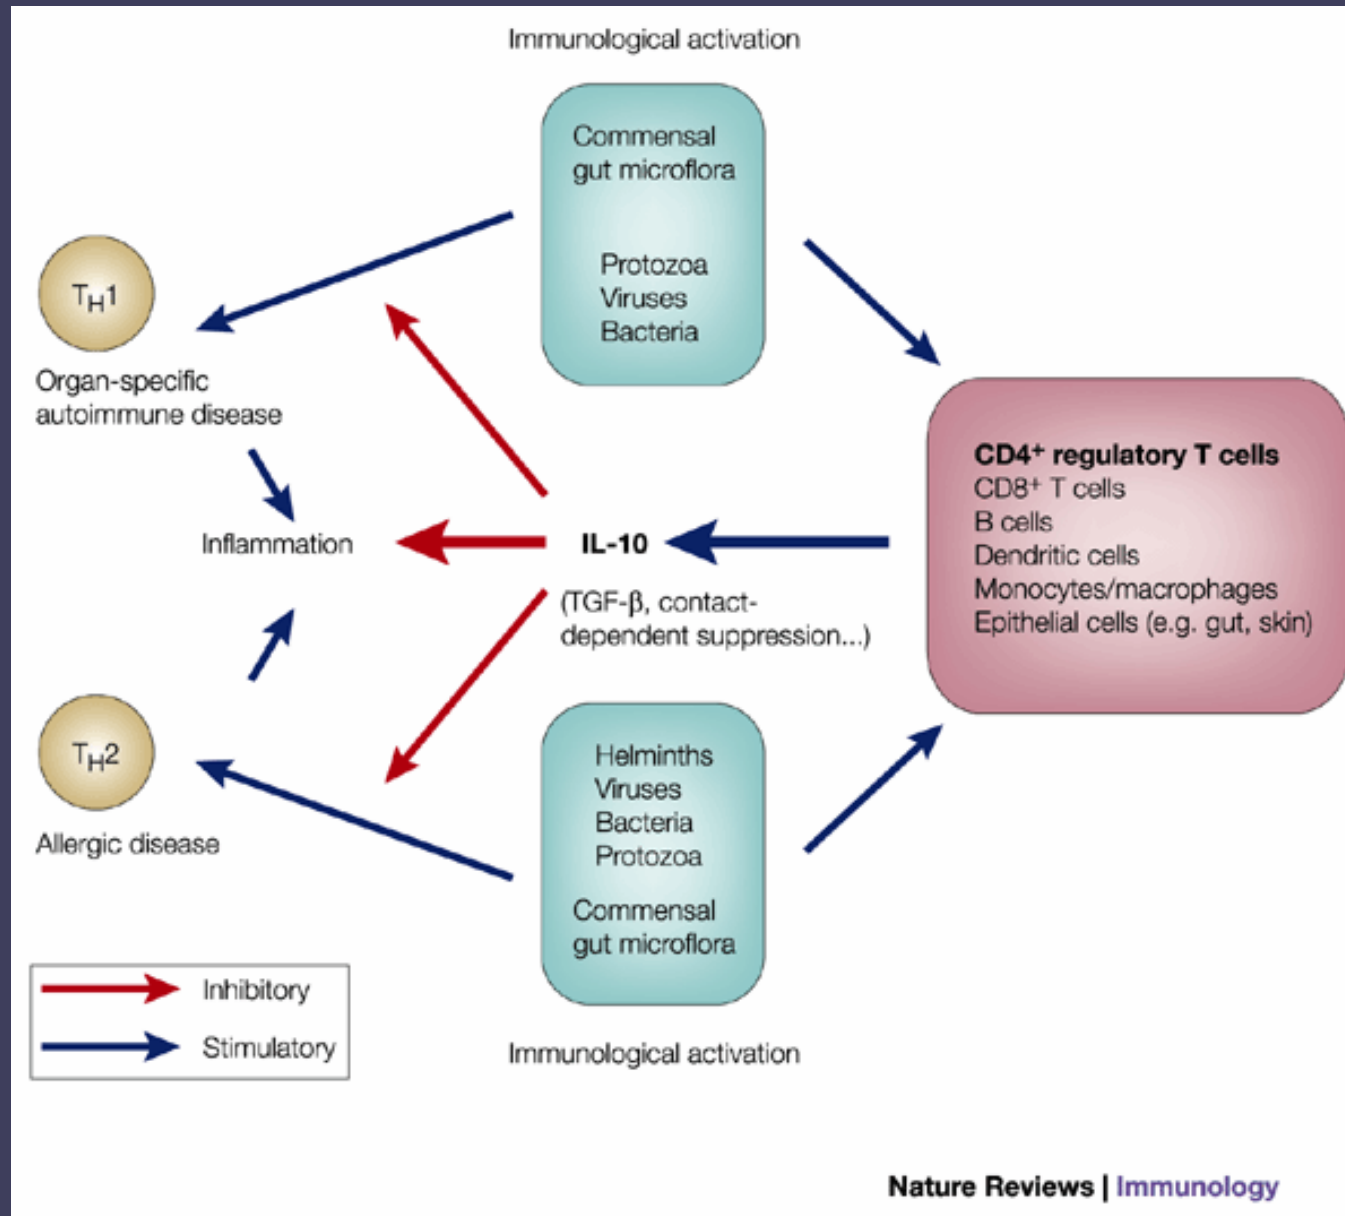 Immunological activation
Commensal
gut microflora
Protozoa
Viruses
Bacteria
TH1
Organ-specific
autoimmune disease
Inflammation
IL-10
(TGF-β, contact-
dependent suppression...)
CD4+ regulatory T cells
CD8+ T cells
B cells
Dendritic cells
Monocytes/macrophages
Epithelial cells (e.g. gut, skin)
TH2
Allergic disease
Helminths
Viruses
Bacteria
Protozoa
Commensal
gut microflora
Immunological activation
Inhibitory
Stimulatory
Nature Reviews | Immunology